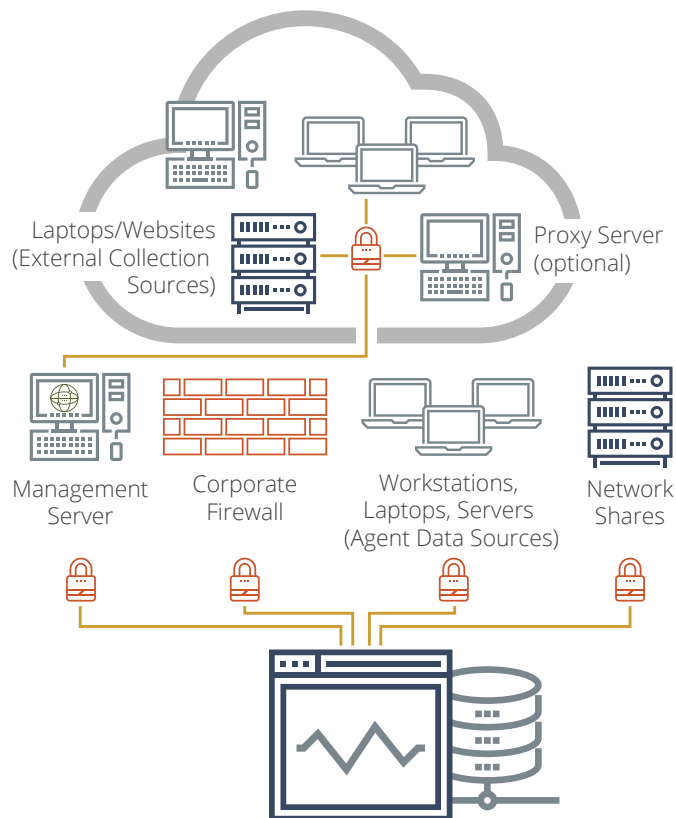 Laptops/Websites
(External Collection
Sources)
Proxy Server
(optional)
Management
Server
Corporate
Firewall
Workstations,
Laptops, Servers
(Agent Data Sources)
Network
Shares